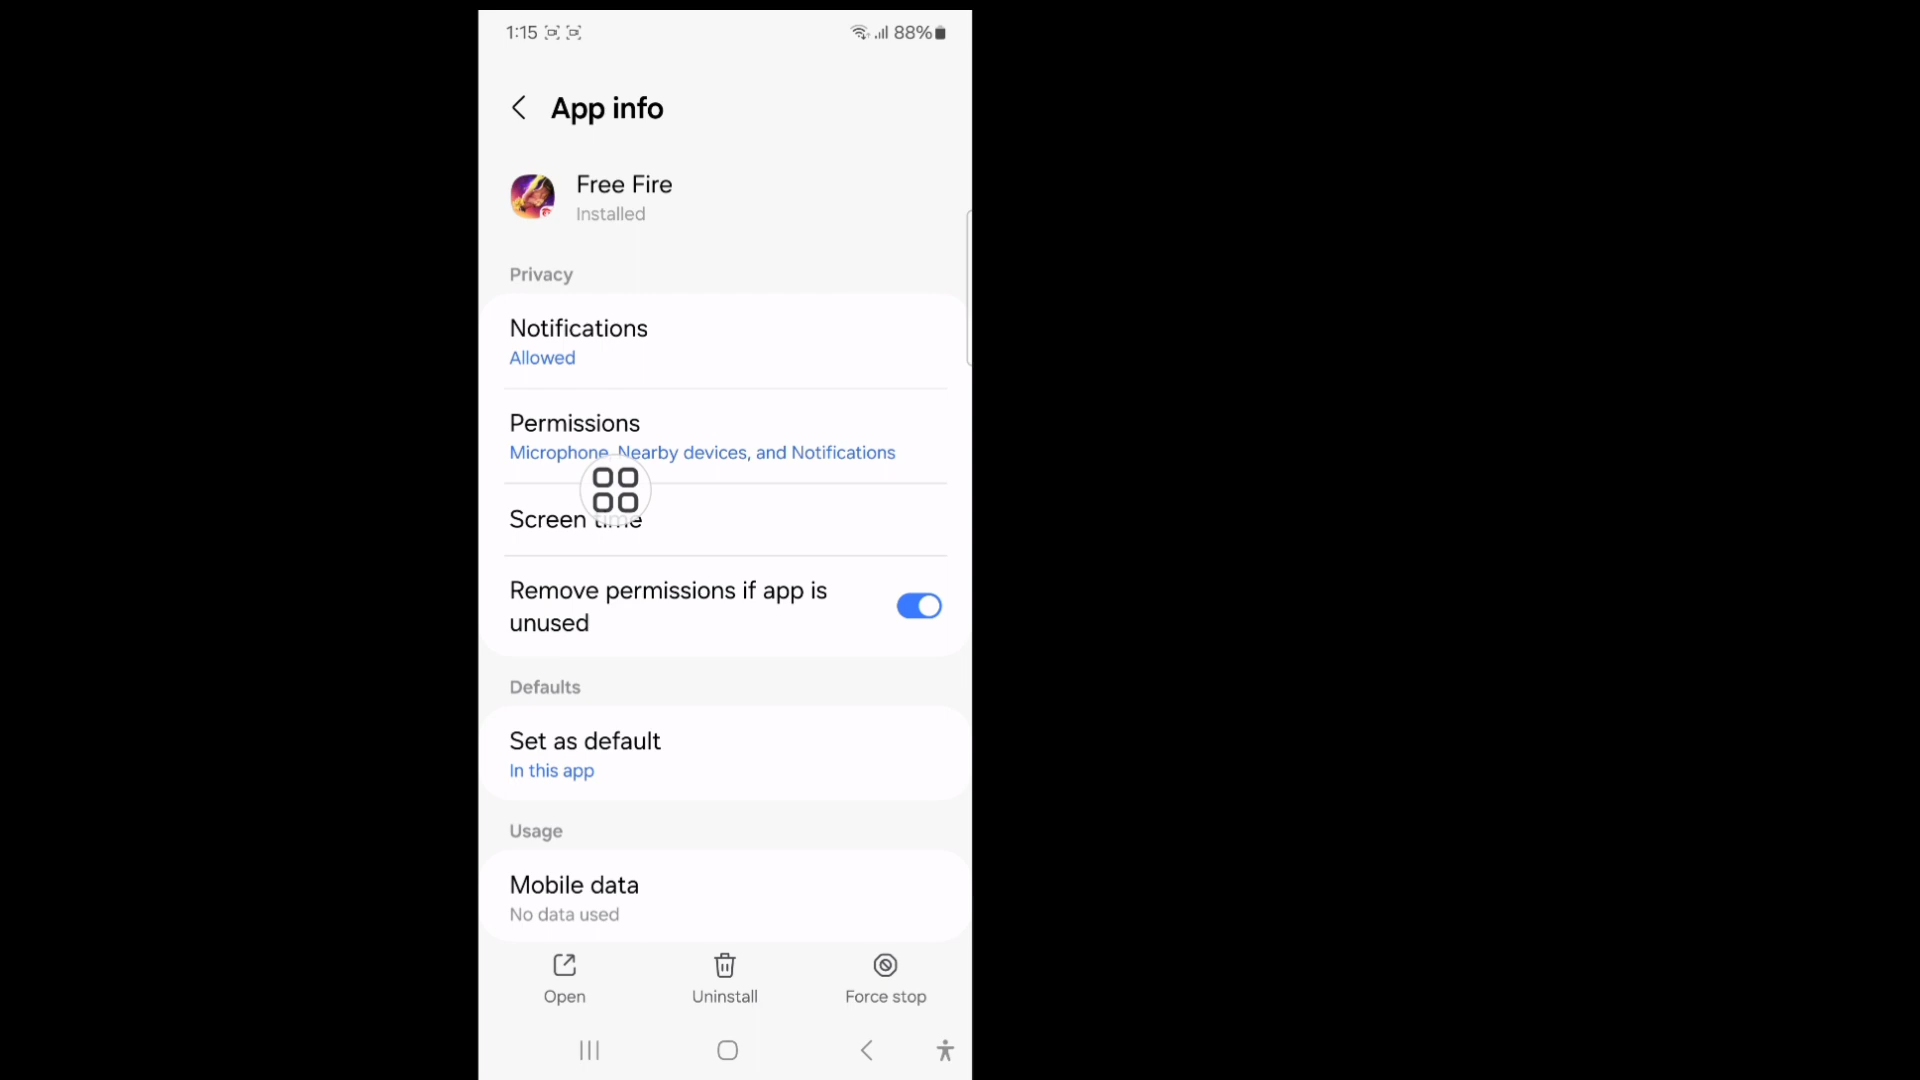 1:15 88%
App info
Free Fire
Installed
Privacy
Notifications
Allowed
Permissions
Microphone, Nearby devices, and Notifications
Screen time
Remove permissions if app is
unused
Defaults
Set as default
In this app
Usage
Mobile data
No data used
Open Uninstall Force stop